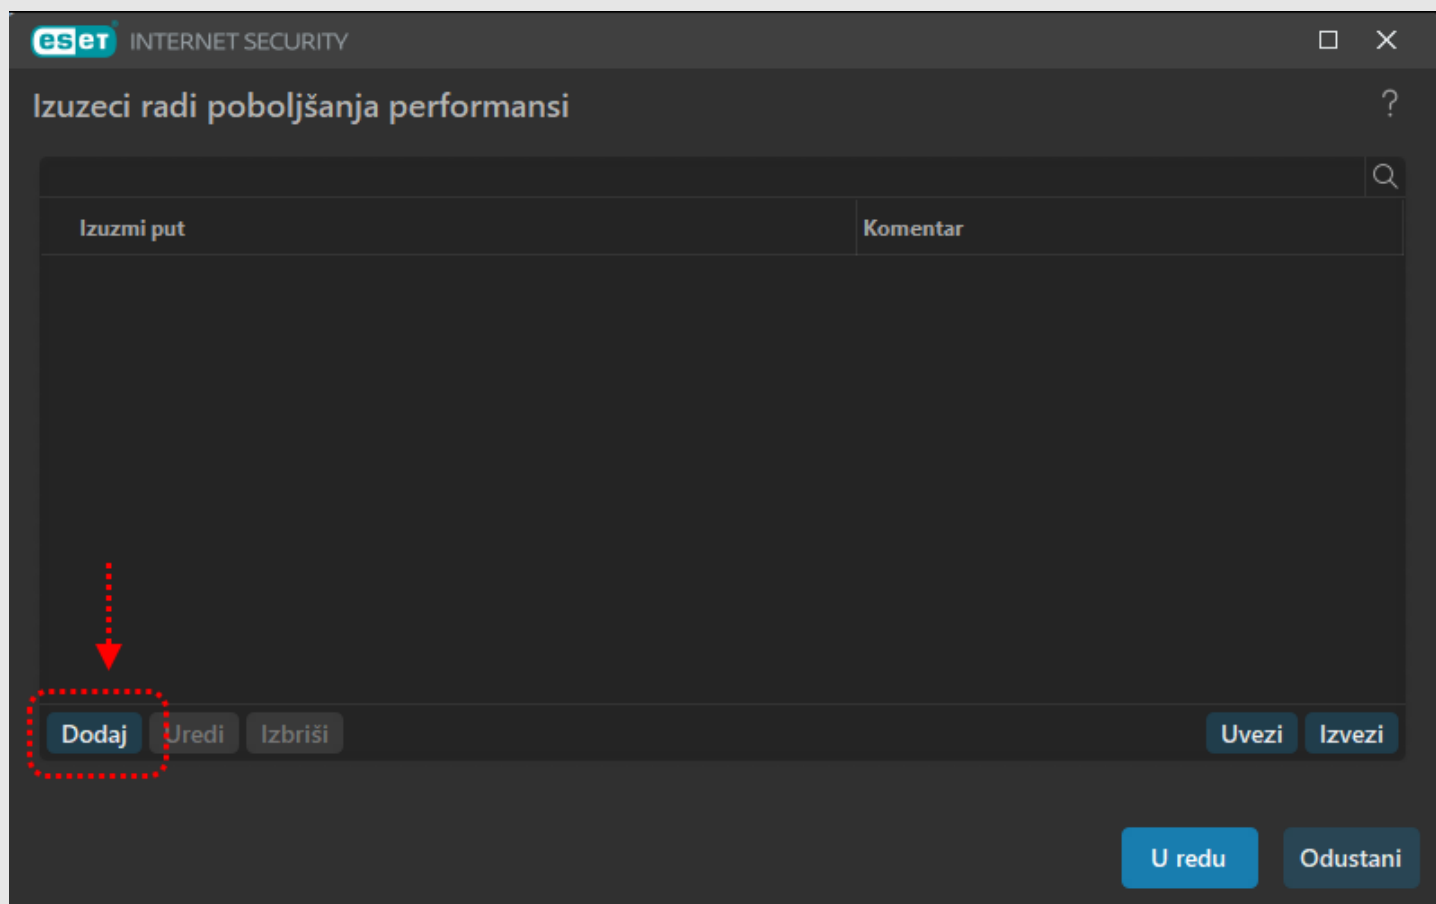 eset INTERNET SECURITY
Izuzeci radi poboljšanja performansi
?
Izuzmi put Komentar
Dodaj Uredi Izbriši Uvezi Izvezi
U redu Odustani